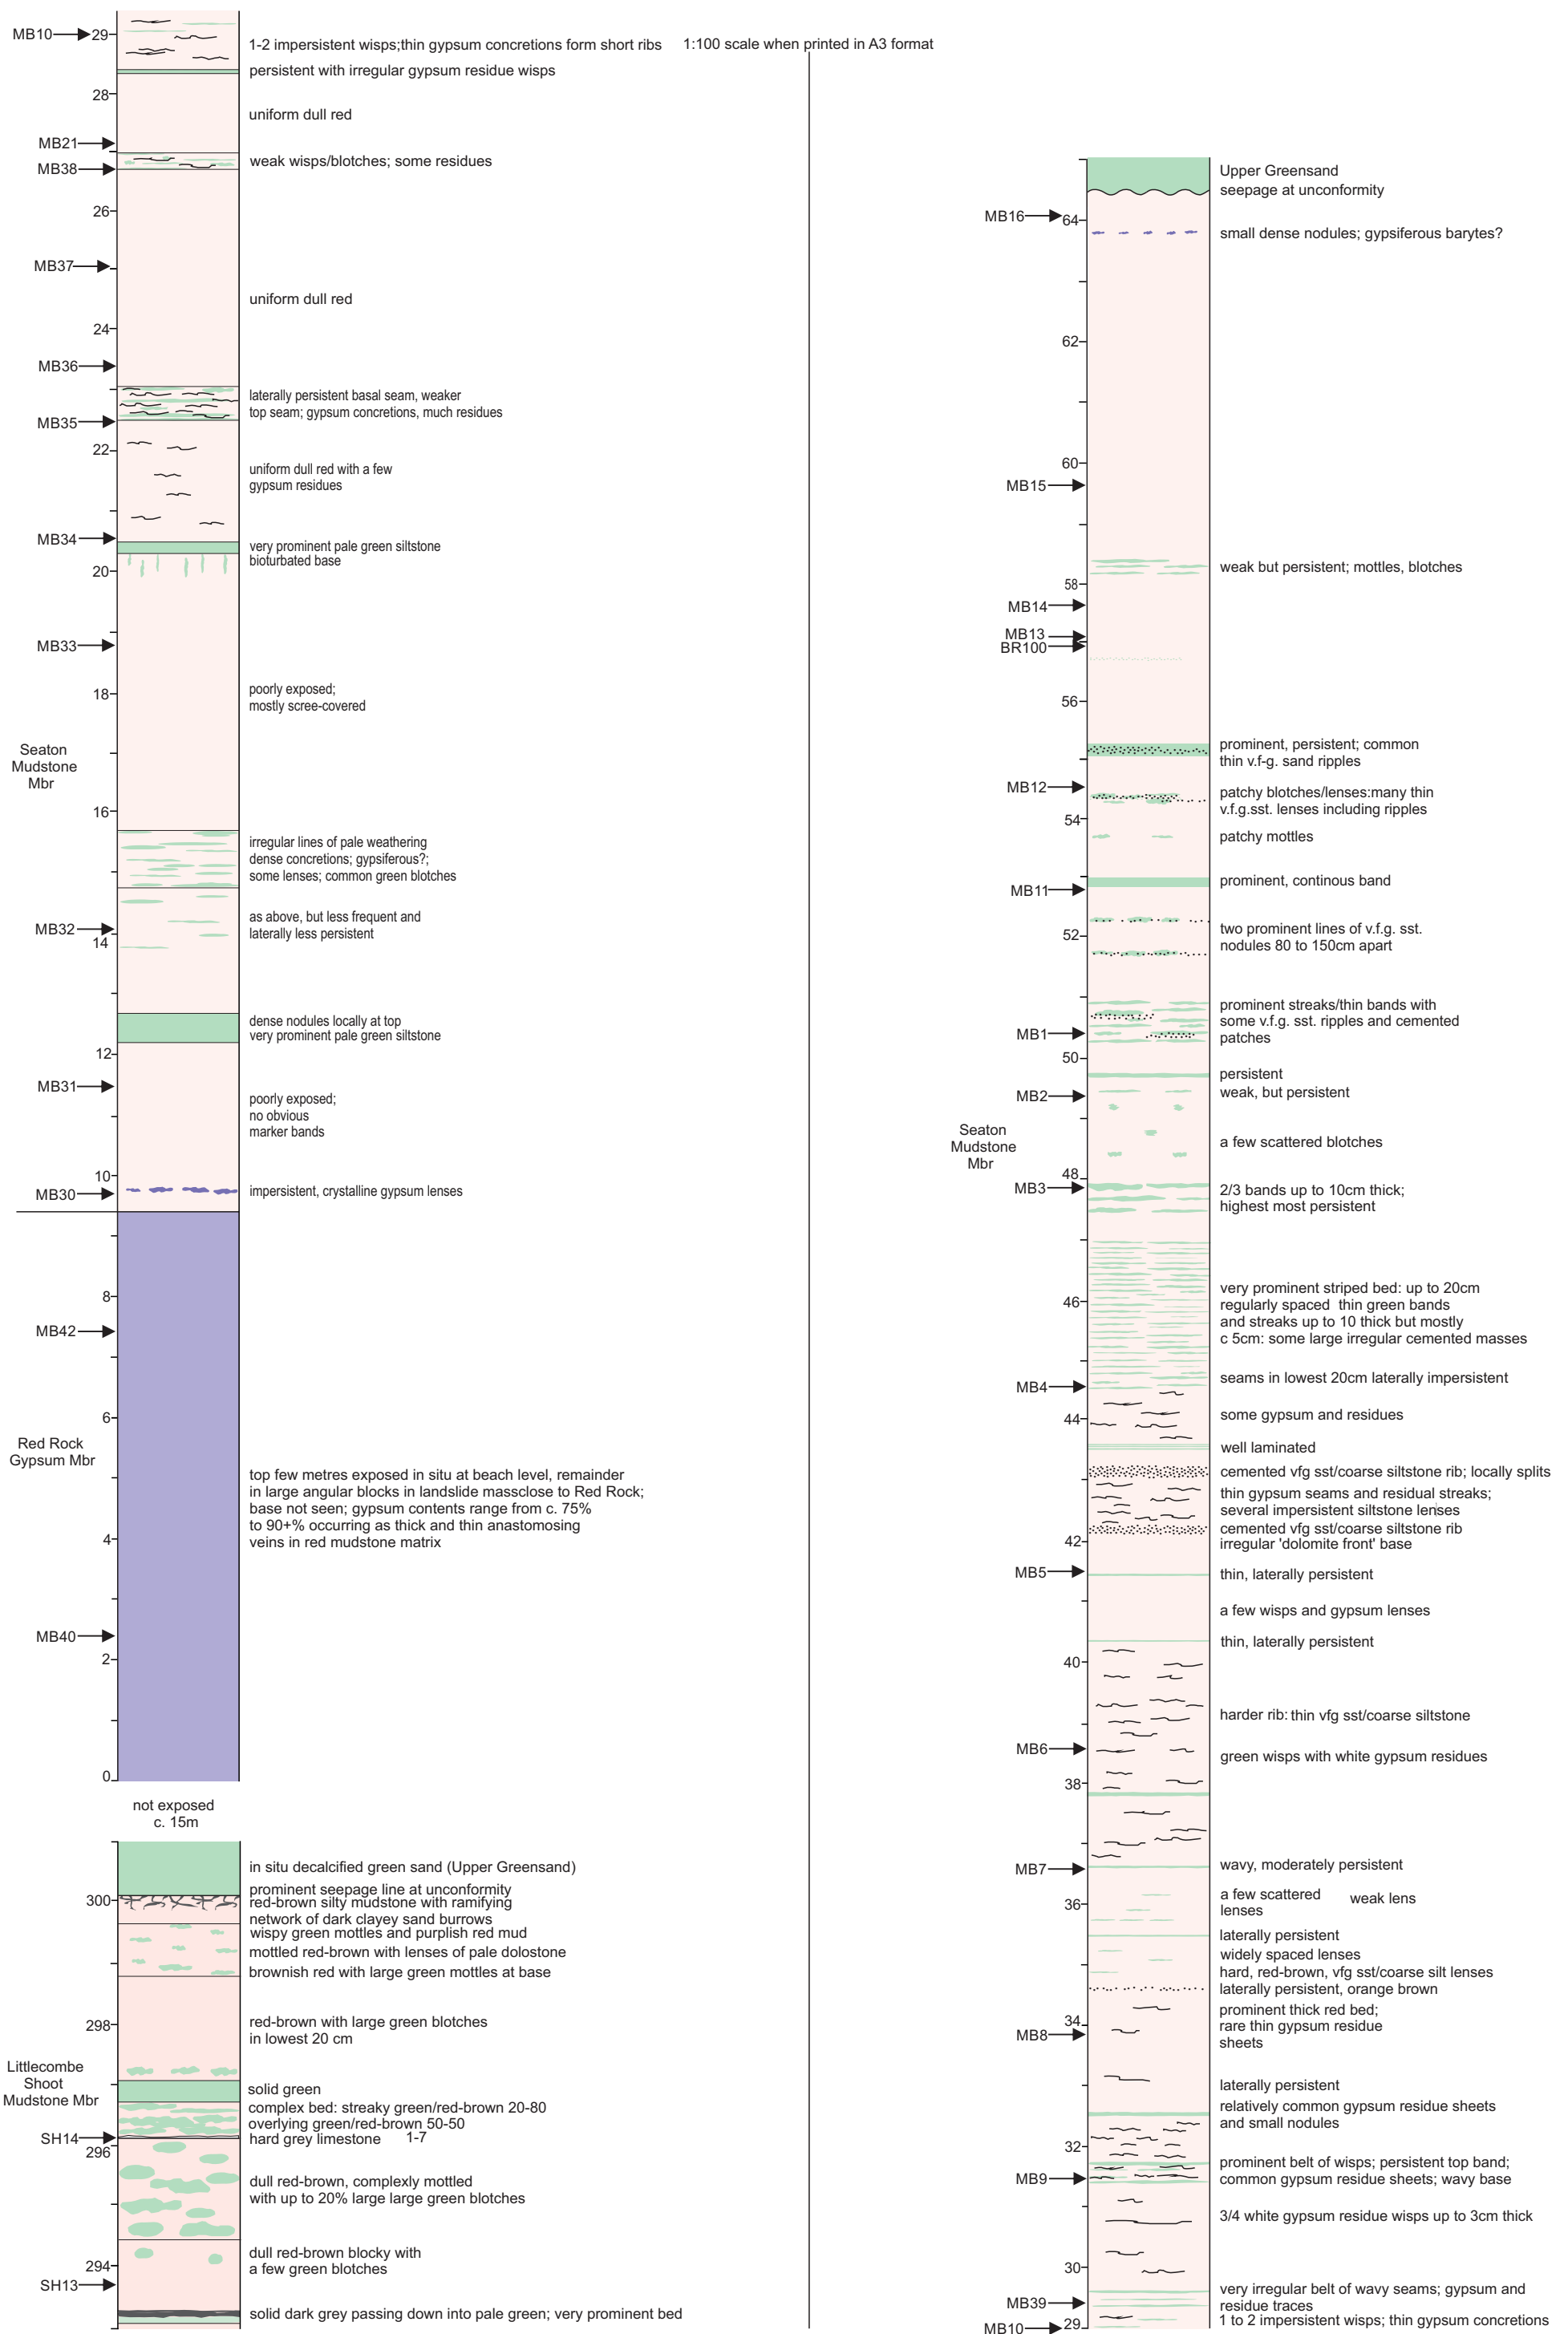 MB10
29
1-2 impersistent wisps;thin gypsum concretions form short ribs
1:100 scale when printed in A3 format
persistent with irregular gypsum residue wisps
28
uniform dull red
MB21
weak wisps/blotches; some residues
MB38
26
MB37
uniform dull red
24
MB36
laterally persistent basal seam, weaker
top seam; gypsum concretions, much residues
MB35
22
uniform dull red with a few
gypsum residues
MB34
very prominent pale green siltstone
bioturbated base
20
MB33
poorly exposed;
18
mostly scree-covered
Seaton
Mudstone
Mbr
16
irregular lines of pale weathering
dense concretions; gypsiferous?;
some lenses; common green blotches
as above, but less frequent and
MB32
laterally less persistent
14
dense nodules locally at top
very prominent pale green siltstone
12
MB31
poorly exposed;
no obvious
marker bands
10
MB30
impersistent, crystalline gypsum lenses
8
MB42
6
Red Rock
Gypsum Mbr
top few metres exposed in situ at beach level, remainder
in large angular blocks in landslide massclose to Red Rock;
base not seen; gypsum contents range from c. 75%
to 90+% occurring as thick and thin anastomosing
veins in red mudstone matrix
4
MB40
2
0
not exposed
c. 15m
in situ decalcified green sand (Upper Greensand)
prominent seepage line at unconformity
300
red-brown silty mudstone with ramifying
network of dark clayey sand burrows
wispy green mottles and purplish red mud
mottled red-brown with lenses of pale dolostone
brownish red with large green mottles at base
298
red-brown with large green blotches
in lowest 20 cm
Littlecombe
Shoot
Mudstone Mbr
solid green
complex bed: streaky green/red-brown 20-80
overlying green/red-brown 50-50
SH14
hard grey limestone 1-7
296
dull red-brown, complexly mottled
with up to 20% large large green blotches
dull red-brown blocky with
294
a few green blotches
SH13
solid dark grey passing down into pale green; very prominent bed
Upper Greensand
seepage at unconformity
MB16
64
small dense nodules; gypsiferous barytes?
62
60
MB15
weak but persistent; mottles, blotches
58
MB14
MB13
BR100
56
prominent, persistent; common
thin v.f-g. sand ripples
MB12
patchy blotches/lenses:many thin
v.f.g.sst. lenses including ripples
54
patchy mottles
prominent, continous band
MB11
two prominent lines of v.f.g. sst.
52
nodules 80 to 150cm apart
prominent streaks/thin bands with
some v.f.g. sst. ripples and cemented
MB1
patches
50
persistent
MB2
weak, but persistent
Seaton
Mudstone
Mbr
a few scattered blotches
48
MB3
2/3 bands up to 10cm thick;
highest most persistent
46
very prominent striped bed: up to 20cm
regularly spaced thin green bands
and streaks up to 10 thick but mostly
c 5cm: some large irregular cemented masses
seams in lowest 20cm laterally impersistent
MB4
44
some gypsum and residues
well laminated
cemented vfg sst/coarse siltstone rib; locally splits
thin gypsum seams and residual streaks;
several impersistent siltstone lenses
cemented vfg sst/coarse siltstone rib
42
irregular 'dolomite front' base
MB5
thin, laterally persistent
a few wisps and gypsum lenses
thin, laterally persistent
40
harder rib: thin vfg sst/coarse siltstone
MB6
green wisps with white gypsum residues
38
MB7
wavy, moderately persistent
a few scattered
lenses
weak lens
36
laterally persistent
widely spaced lenses
hard, red-brown, vfg sst/coarse silt lenses
laterally persistent, orange brown
prominent thick red bed;
34
rare thin gypsum residue
MB8
sheets
laterally persistent
relatively common gypsum residue sheets
and small nodules
32
prominent belt of wisps; persistent top band;
MB9
common gypsum residue sheets; wavy base
3/4 white gypsum residue wisps up to 3cm thick
30
very irregular belt of wavy seams; gypsum and
MB39
residue traces
1 to 2 impersistent wisps; thin gypsum concretions
MB10
29